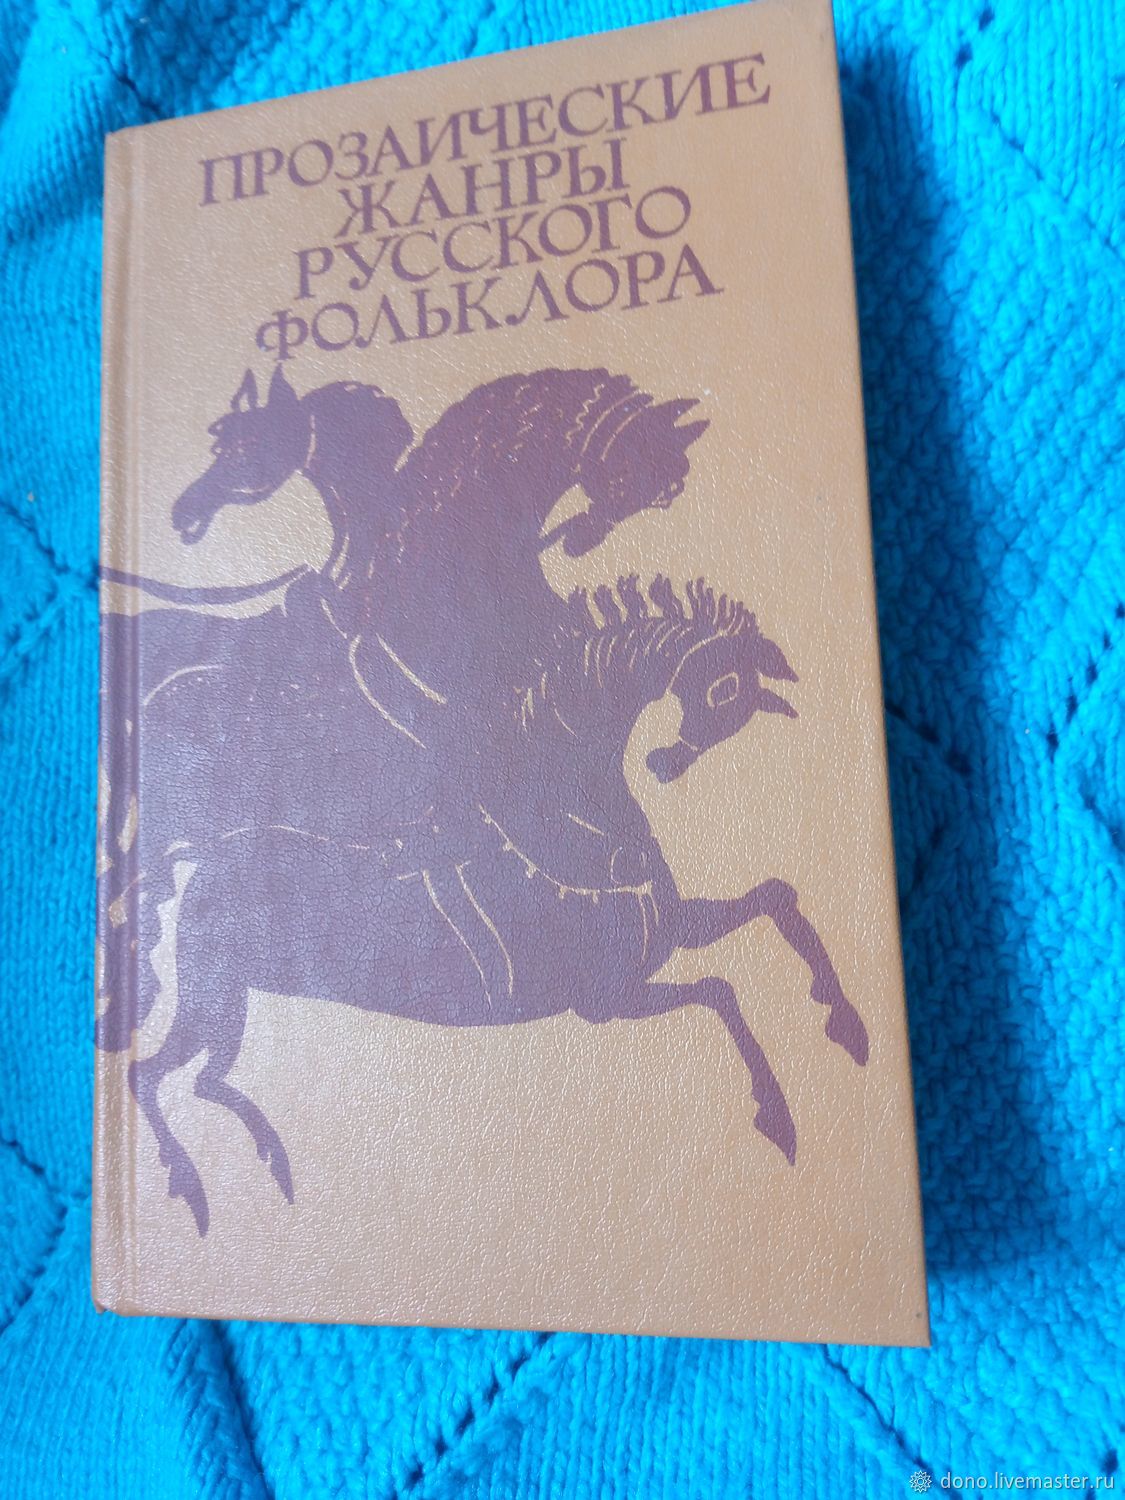 ПРОЗАИЧЕСКИЕ
ЖАНРЫ
РУССКОГО
ФОЛЬКЛОРА
dono.livemaster.ru